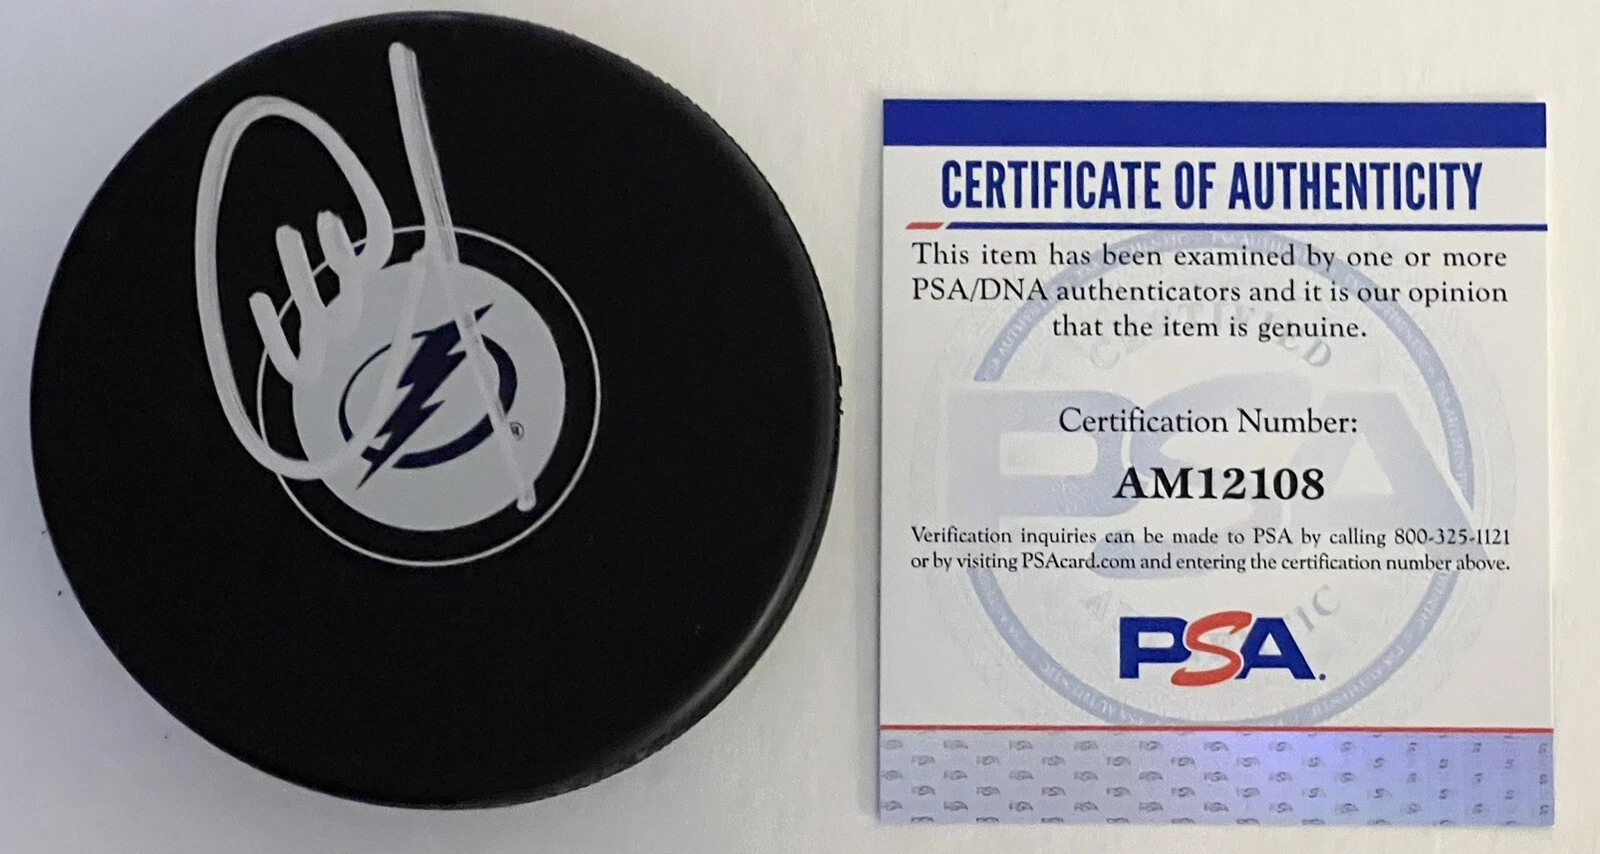 CERTIFICATE OF AUTHENTICITY
This item has been examined by one or more
PSA/DNA authenticators and it is our opinion
that the item is genuine.
CERTIFIED
Certification Number:
AM12108
Verification inquiries can be made to PSA by calling 800-325-1121
or by visiting PSAcard.com and entering the certification number above.
PSA
PSA.
®